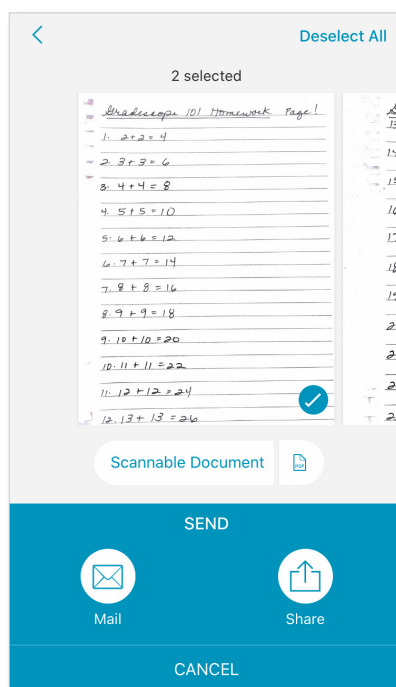 Deselect All
2 selected
Gradescope 101 Homework Page!
1. 2+2 = 4
2. 3+3 = 6
3. 4+4 = 8
4. 5+5 = 10
5. 6+6 = 12
6. 7+7 = 14
7. 8+8 = 16
8. 9+9 = 18
9. 10+10 = 20
10. 11+11 = 22
11. 12+12 = 24
12. 13+13 = 26
Scannable Document
PDF
SEND
Mail
Share
CANCEL